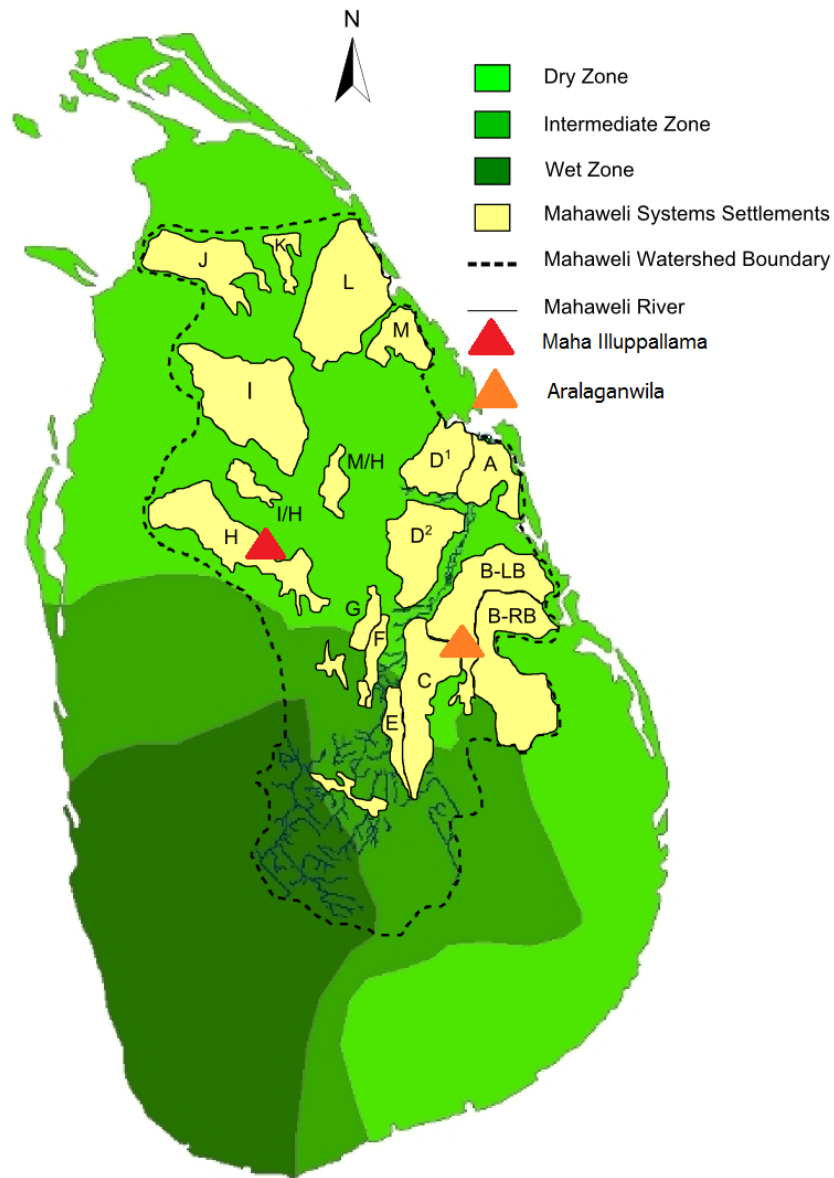 N
Dry Zone
Intermediate Zone
Wet Zone
Mahaweli Systems Settlements
Mahaweli Watershed Boundary
Mahaweli River
Maha Illuppallama
Aralaganwila
J
K
L
M
I
M/H
D¹
A
I/H
H
D²
B-LB
B-RB
G
F
C
E